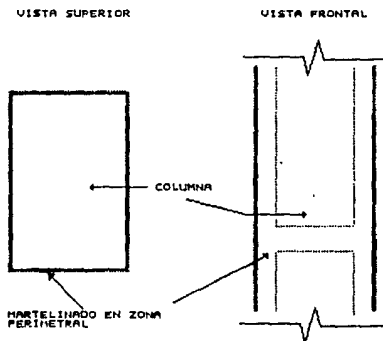 VISTA SUPERIOR
VISTA FRONTAL
COLUMNA
MARTELINADO EN ZONA
PERIMETRAL